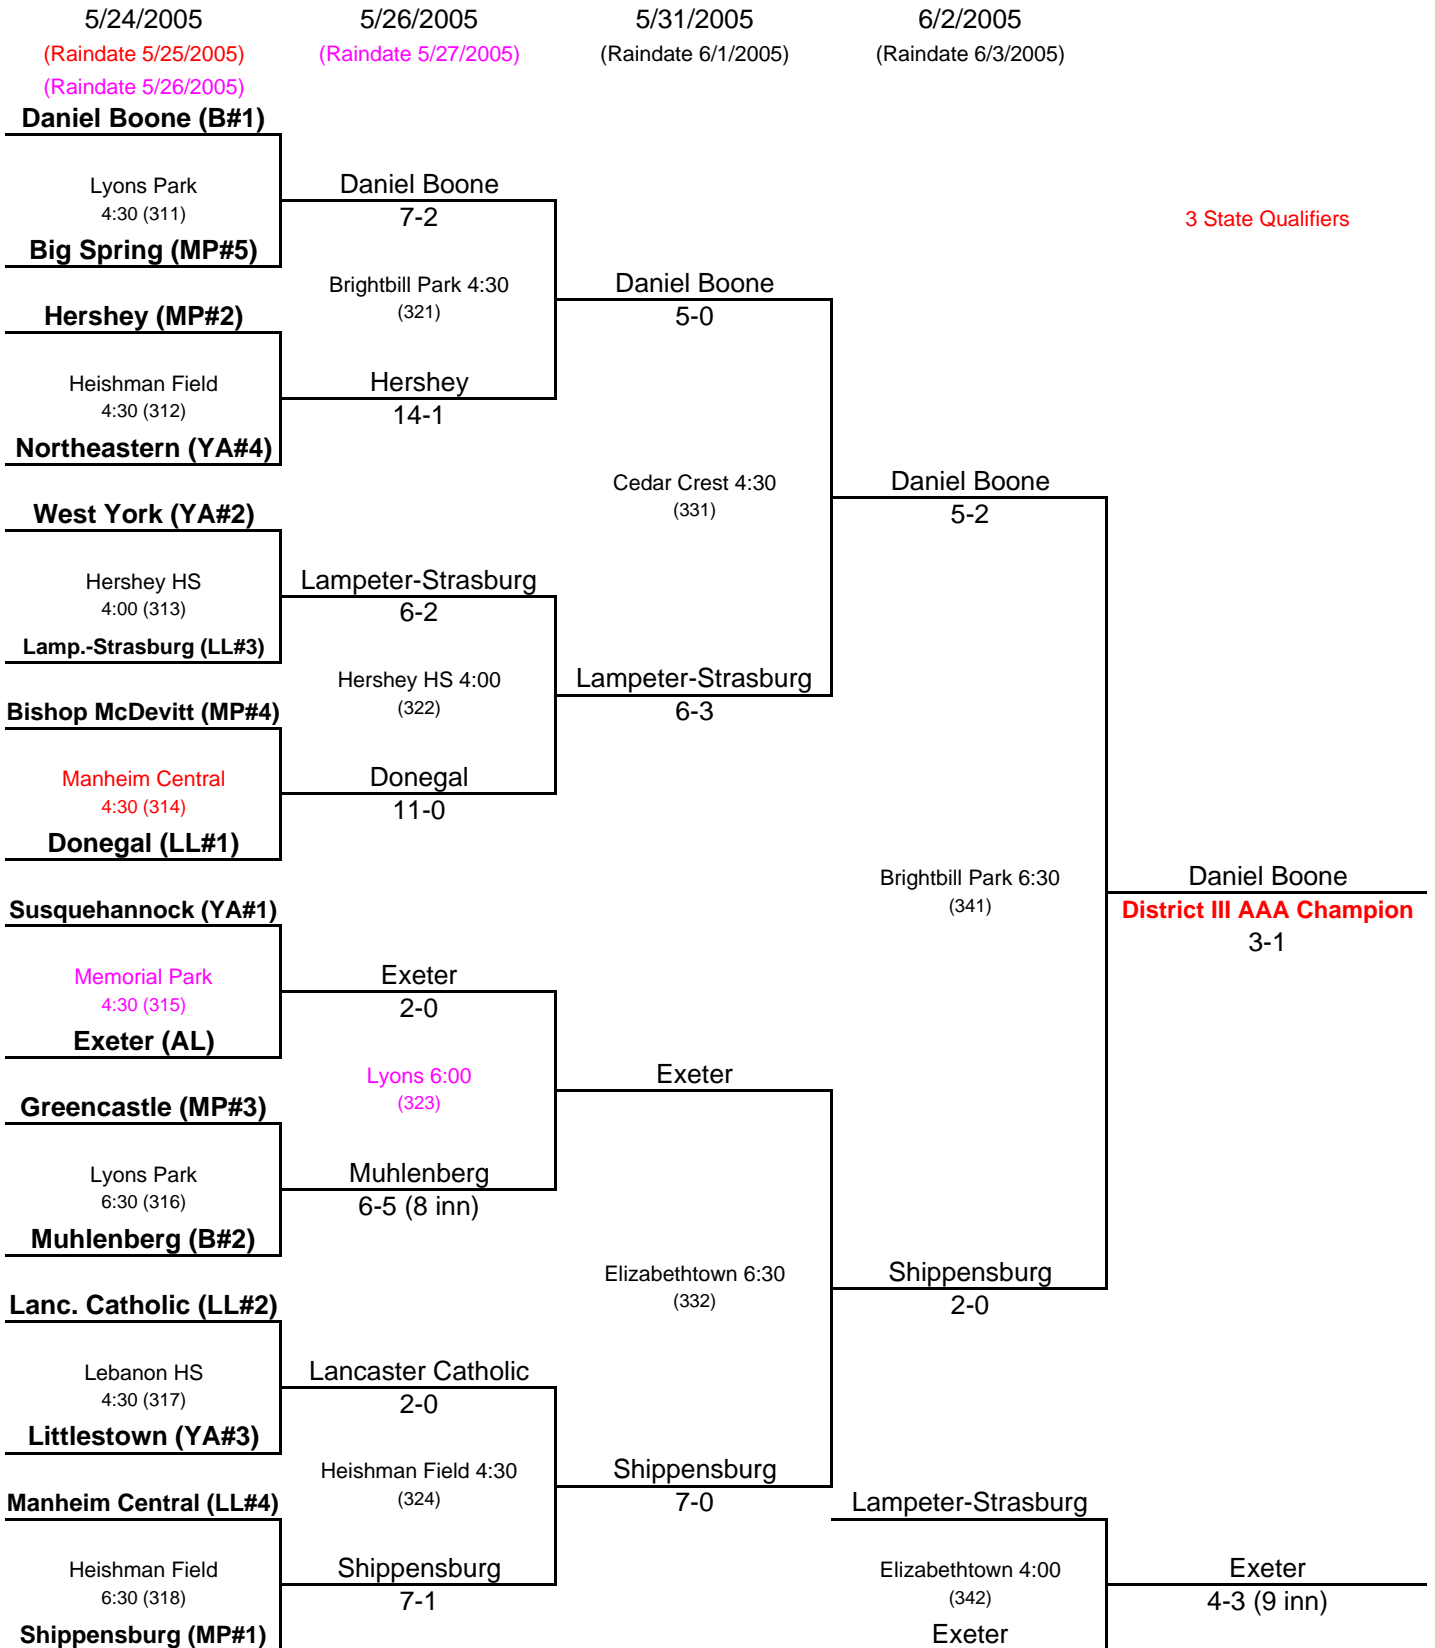 5/24/2005 5/26/2005 5/31/2005 6/2/2005
(Raindate 5/25/2005) (Raindate 5/27/2005) (Raindate 6/1/2005) (Raindate 6/3/2005)
(Raindate 5/26/2005)
Daniel Boone (B#1)
Lyons Park
4:30 (311)
Big Spring (MP#5)
Hershey (MP#2)
Heishman Field
4:30 (312)
Northeastern (YA#4)
West York (YA#2)
Hershey HS
4:00 (313)
Lamp.-Strasburg (LL#3)
Bishop McDevitt (MP#4)
Manheim Central
4:30 (314)
Donegal (LL#1)
Susquehannock (YA#1)
Memorial Park
4:30 (315)
Exeter (AL)
Greencastle (MP#3)
Lyons Park
6:30 (316)
Muhlenberg (B#2)
Lanc. Catholic (LL#2)
Lebanon HS
4:30 (317)
Littlestown (YA#3)
Manheim Central (LL#4)
Heishman Field
6:30 (318)
Shippensburg (MP#1)
Daniel Boone
7-2
Brightbill Park 4:30
(321)
Hershey
14-1
Lampeter-Strasburg
6-2
Hershey HS 4:00
(322)
Donegal
11-0
Exeter
2-0
Lyons 6:00
(323)
Muhlenberg
6-5 (8 inn)
Lancaster Catholic
2-0
Heishman Field 4:30
(324)
Shippensburg
7-1
Daniel Boone
5-0
Cedar Crest 4:30
(331)
Lampeter-Strasburg
6-3
Exeter
Elizabethtown 6:30
(332)
Shippensburg
7-0
Daniel Boone
5-2
Brightbill Park 6:30
(341)
Shippensburg
2-0
Lampeter-Strasburg
Elizabethtown 4:00
(342)
Exeter
3 State Qualifiers
Daniel Boone
District III AAA Champion
3-1
Exeter
4-3 (9 inn)